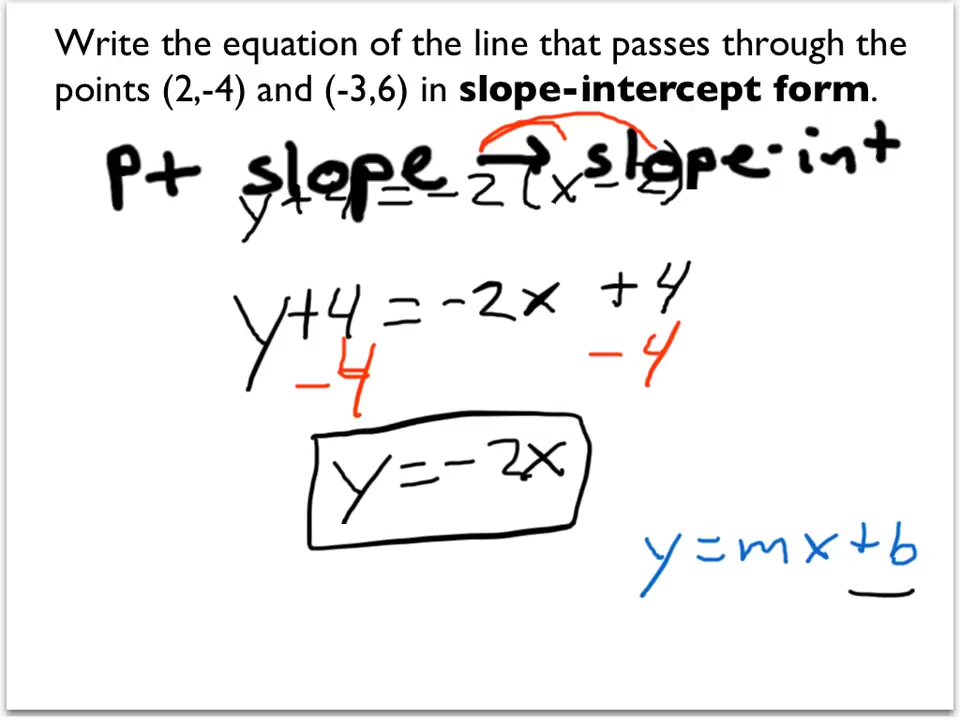 Write the equation of the line that passes through the
points (2,-4) and (-3,6) in slope-intercept form.
pt slope → slope-int
y+4=-2(x-2)
y+4=-2x +4
-4 -4
y=-2x
y=mx+b